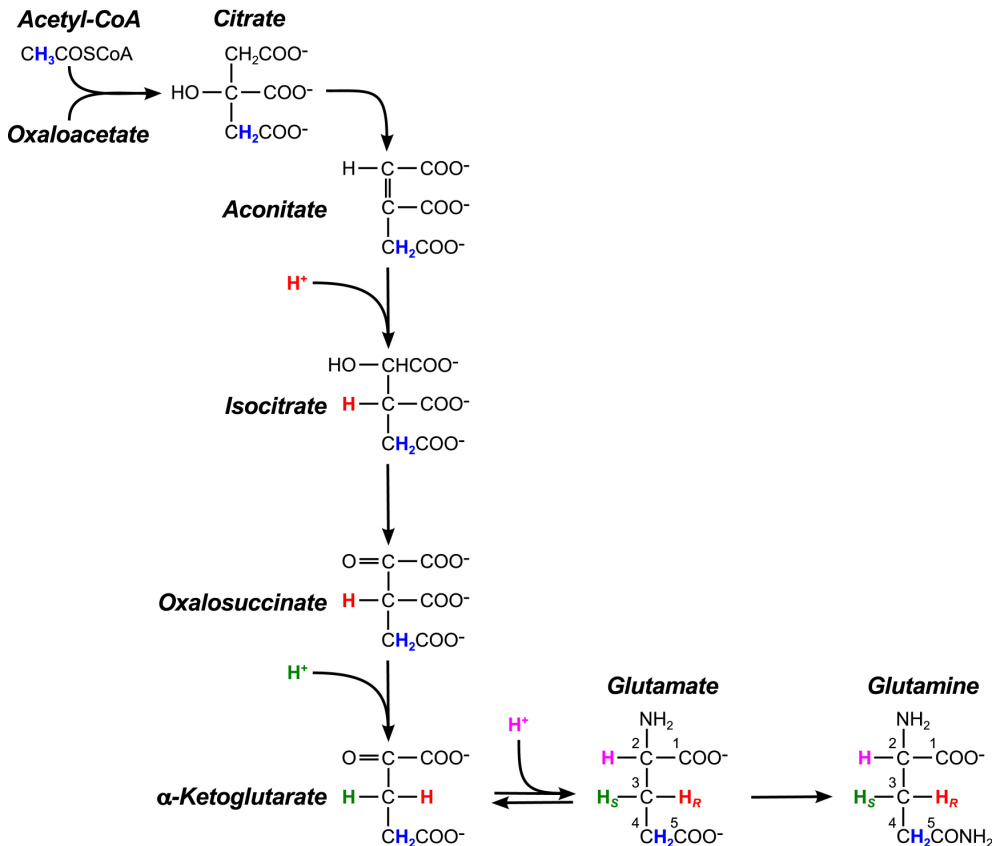 Acetyl-CoA
Citrate
CH₃COSCoA
CH₂COO⁻
HO C COO⁻
Oxaloacetate
CH₂COO⁻
H C COO⁻
Aconitate
C COO⁻
CH₂COO⁻
H⁺
HO CHCOO⁻
Isocitrate
H C COO⁻
CH₂COO⁻
O C COO⁻
Oxalosuccinate
H C COO⁻
CH₂COO⁻
H⁺
α-Ketoglutarate
O C COO⁻
H C H
CH₂COO⁻
H⁺
Glutamate
NH₂
2 1
H C COO⁻
3
Hₛ C H_R
4 5
CH₂COO⁻
Glutamine
NH₂
2 1
H C COO⁻
3
Hₛ C H_R
4 5
CH₂CONH₂